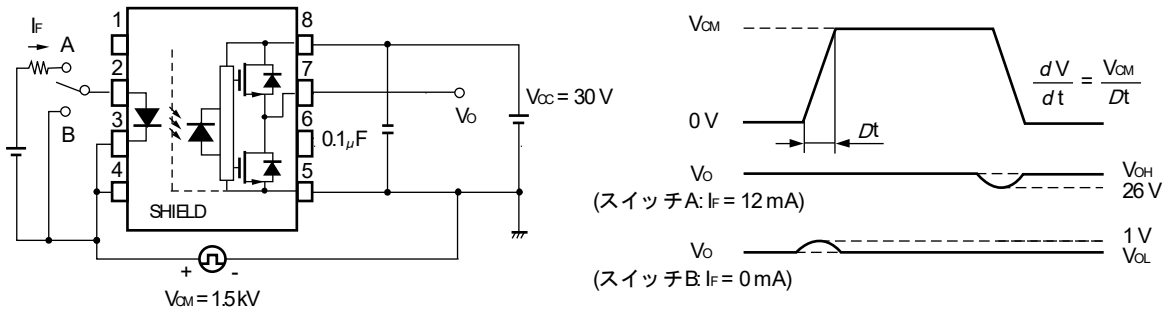 1
8
IF
A
2
7
VO
VCC = 30 V
B
3
6
0.1μF
4
5
SHIELD
+ -
VCM = 1.5 kV
VCM
dV/dt = VCM/Dt
0 V
Dt
VO
VOH
26 V
(スイッチA: IF = 12 mA)
1 V
VO
VOL
(スイッチB: IF = 0 mA)